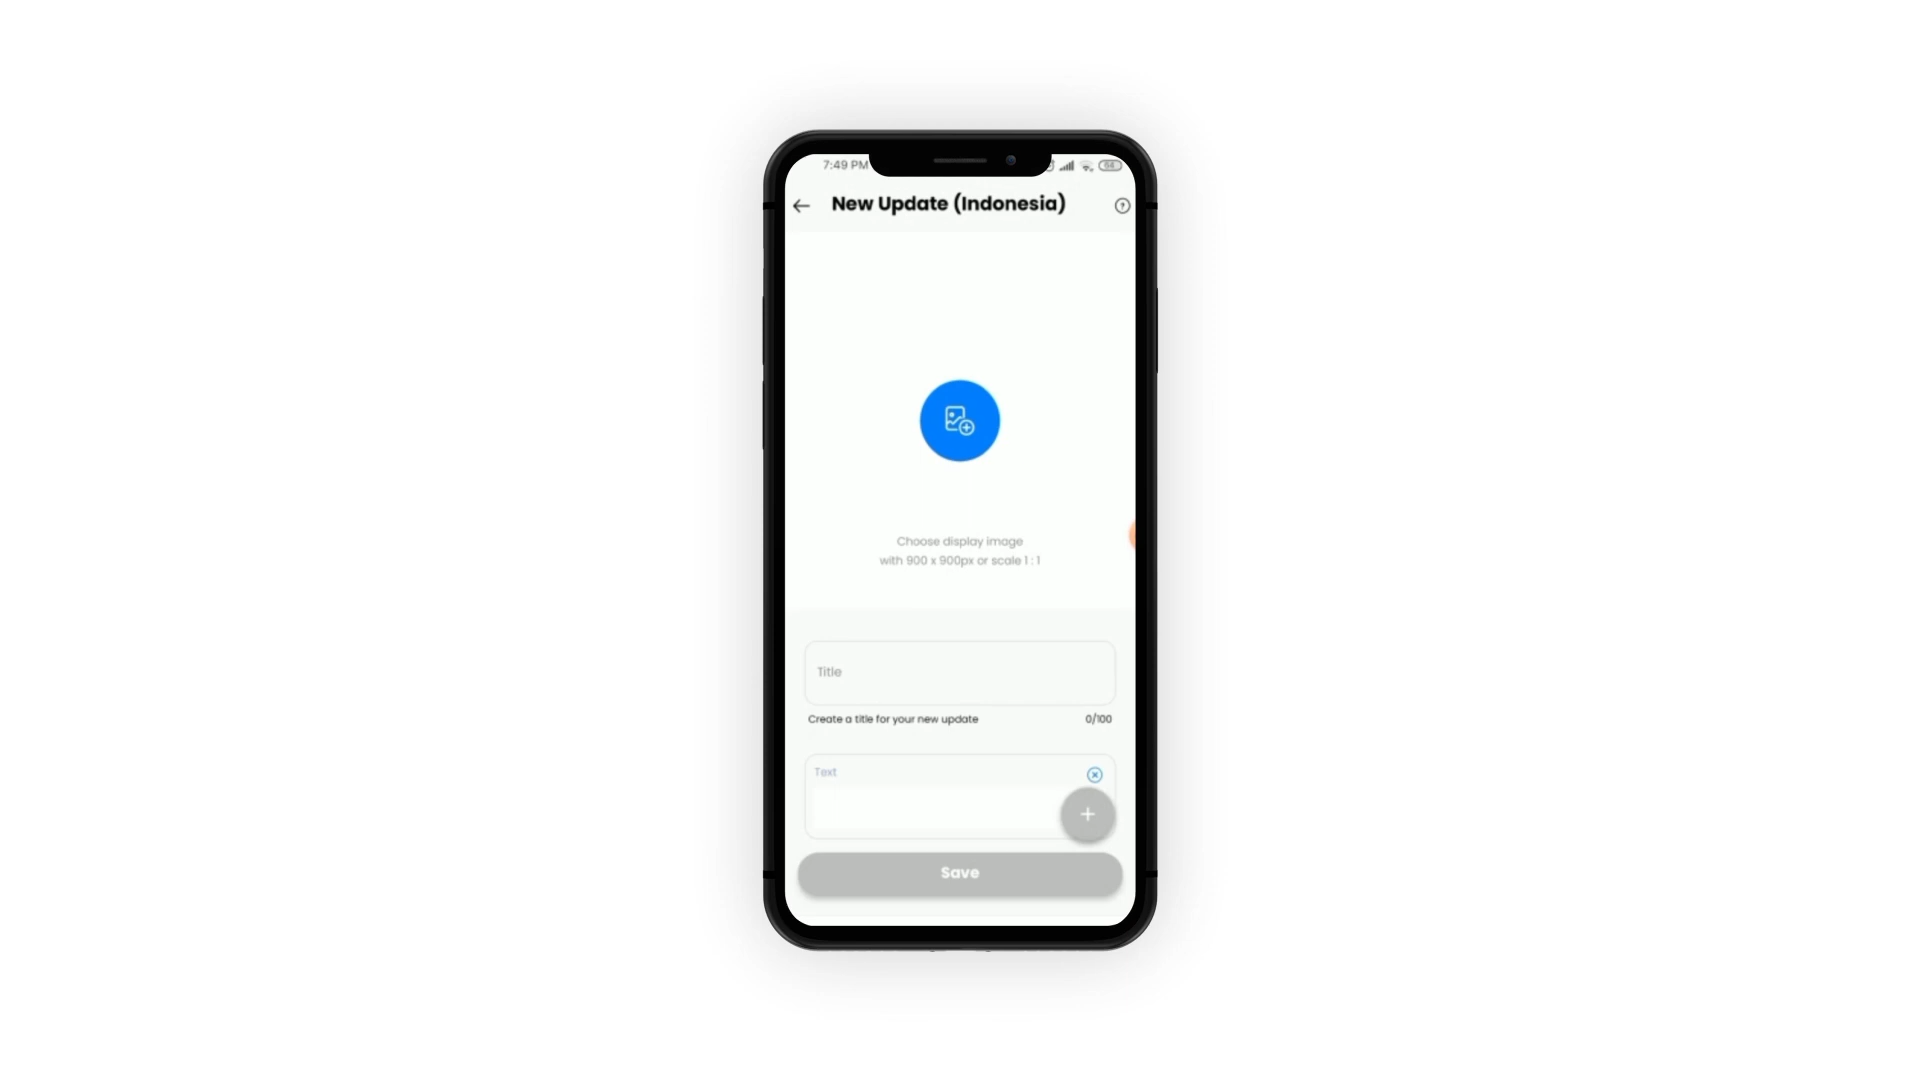 7:49 PM
New Update (Indonesia)
Choose display image
with 900 x 900px or scale 1 : 1
Title
Create a title for your new update 0/100
Text
Save